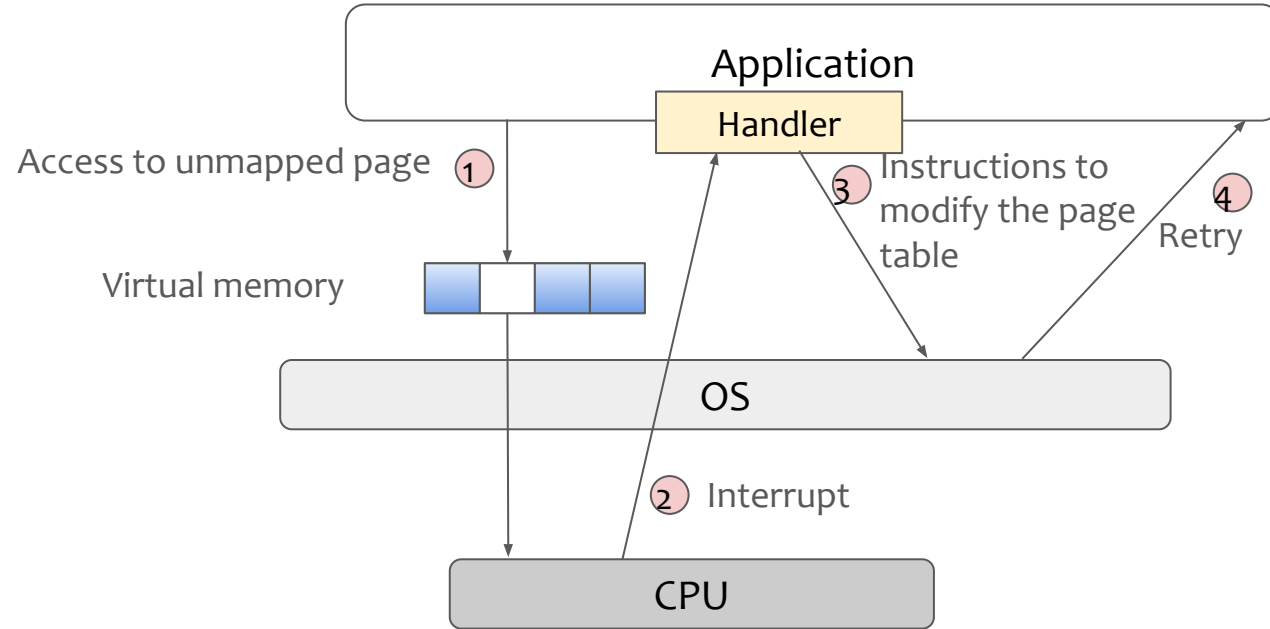 Application
Handler
Access to unmapped page
1
3
Instructions to
modify the page
table
4
Retry
Virtual memory
OS
2
Interrupt
CPU